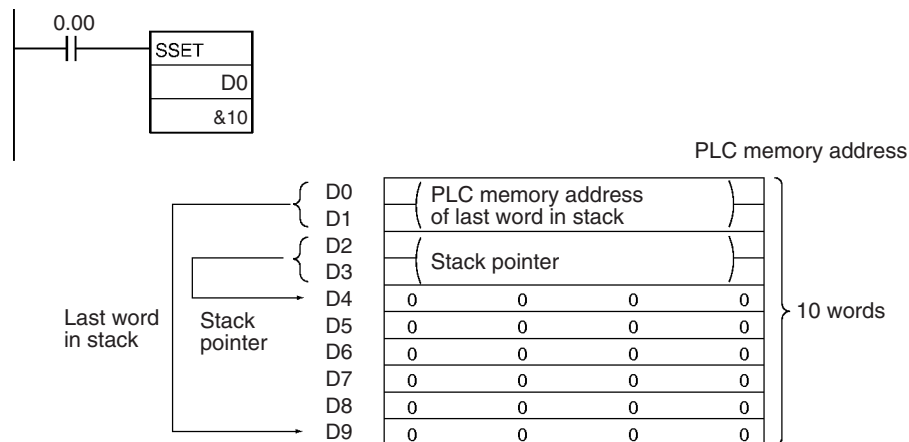 0.00
SSET
D0
&10
PLC memory address
D0
D1
PLC memory address
of last word in stack
D2
D3
Stack pointer
D4 0 0 0 0
D5 0 0 0 0
D6 0 0 0 0
D7 0 0 0 0
D8 0 0 0 0
D9 0 0 0 0
Last word
in stack
Stack
pointer
10 words